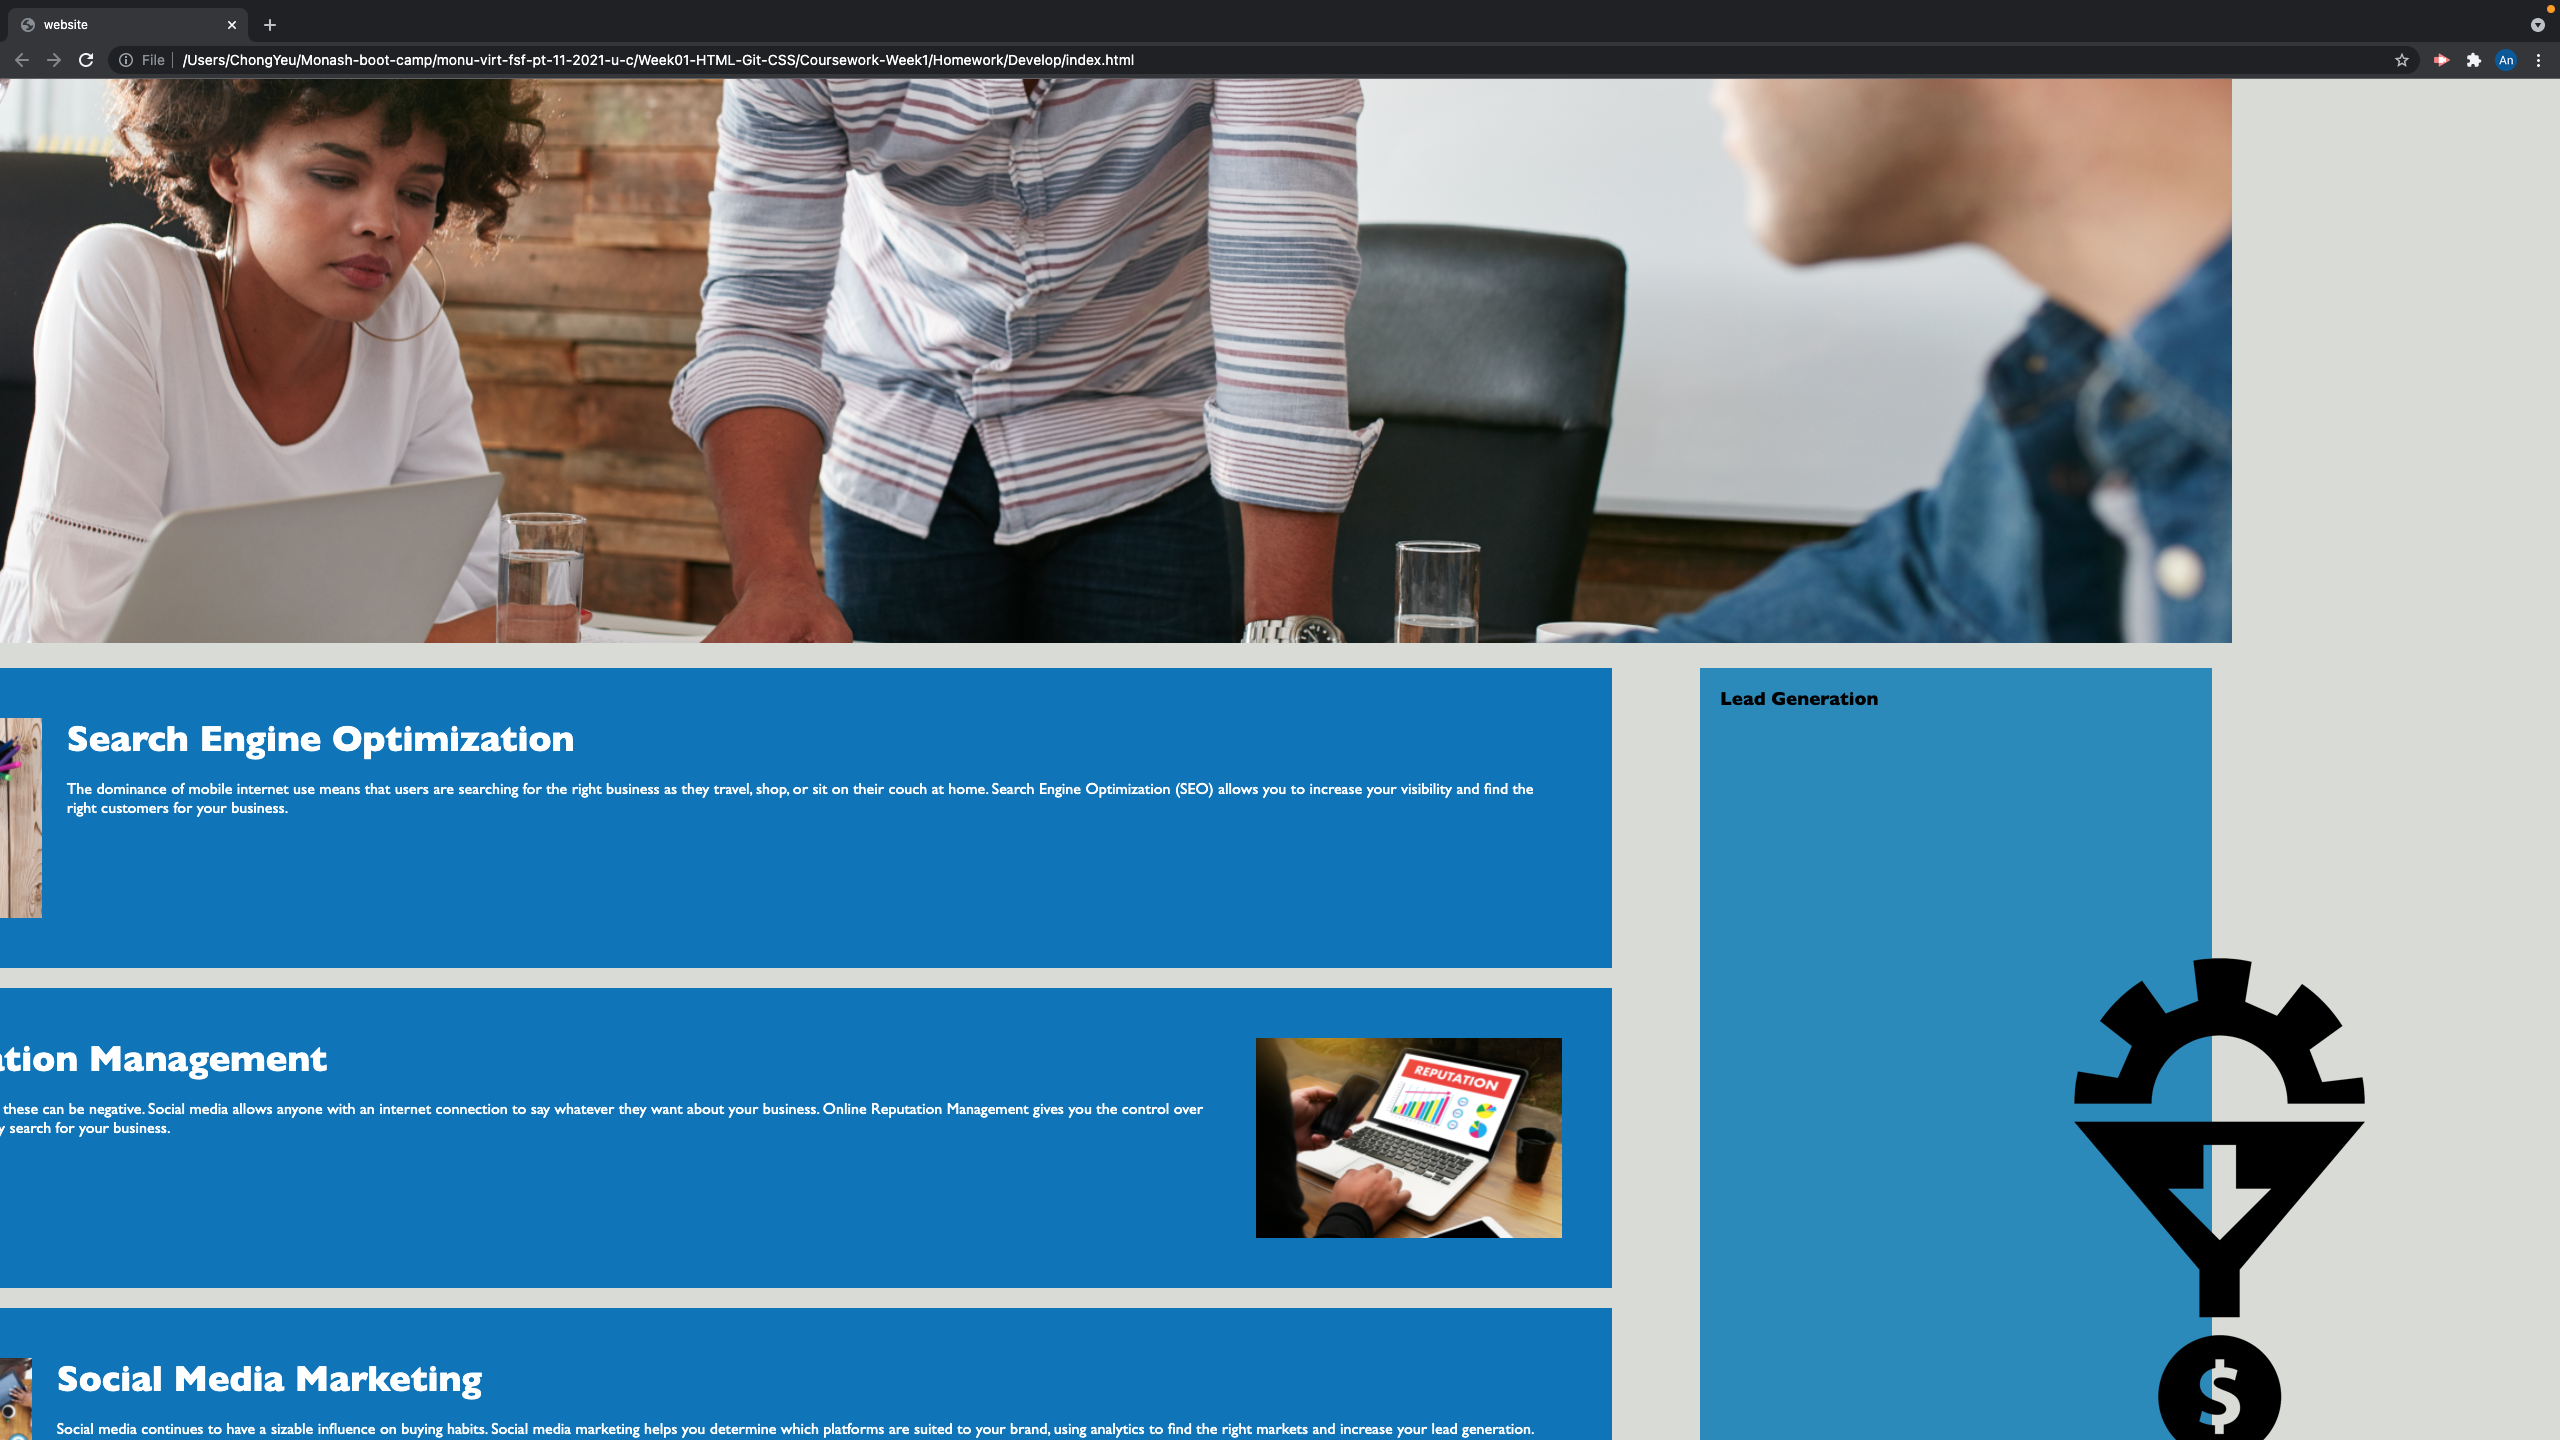 website
File
/Users/ChongYeu/Monash-boot-camp/monu-virt-fsf-pt-11-2021-u-c/Week01-HTML-Git-CSS/Coursework-Week1/Homework/Develop/index.html
An
Search Engine Optimization
The dominance of mobile internet use means that users are searching for the right business as they travel, shop, or sit on their couch at home. Search Engine Optimization (SEO) allows you to increase your visibility and find the
right customers for your business.
Lead Generation
ation Management
these can be negative. Social media allows anyone with an internet connection to say whatever they want about your business. Online Reputation Management gives you the control over
y search for your business.
REPUTATION
$
Social Media Marketing
Social media continues to have a sizable influence on buying habits. Social media marketing helps you determine which platforms are suited to your brand, using analytics to find the right markets and increase your lead generation.